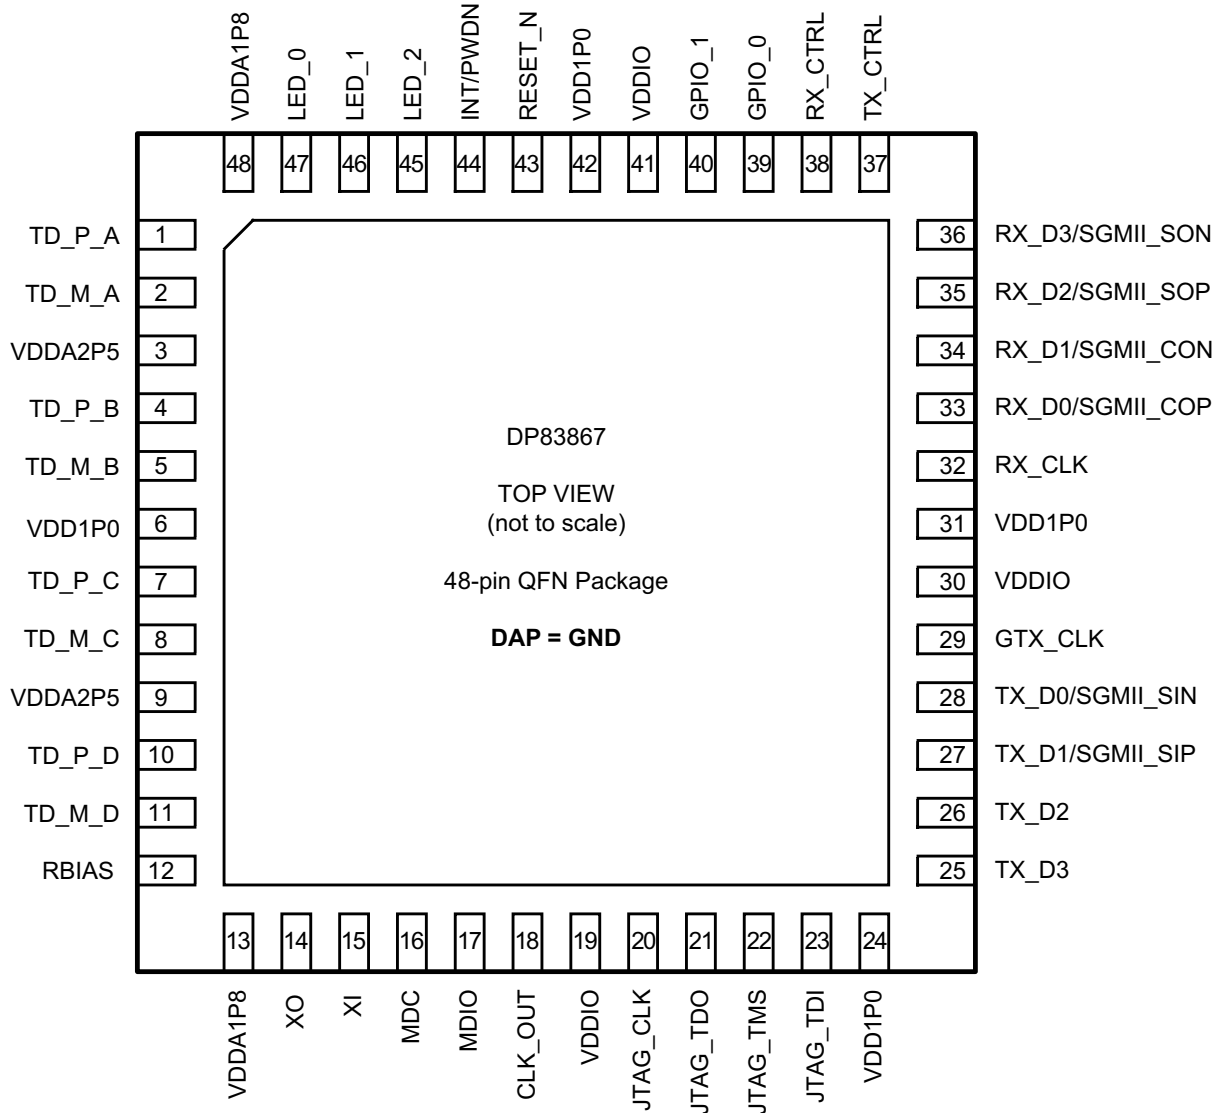 VDDA1P8
LED_0
LED_1
LED_2
INT/PWDN
RESET_N
VDD1P0
VDDIO
GPIO_1
GPIO_0
RX_CTRL
TX_CTRL
48
47
46
45
44
43
42
41
40
39
38
37
TD_P_A 1
TD_M_A 2
VDDA2P5 3
TD_P_B 4
TD_M_B 5
VDD1P0 6
TD_P_C 7
TD_M_C 8
VDDA2P5 9
TD_P_D 10
TD_M_D 11
RBIAS 12
DP83867
TOP VIEW
(not to scale)
48-pin QFN Package
DAP = GND
36 RX_D3/SGMII_SON
35 RX_D2/SGMII_SOP
34 RX_D1/SGMII_CON
33 RX_D0/SGMII_COP
32 RX_CLK
31 VDD1P0
30 VDDIO
29 GTX_CLK
28 TX_D0/SGMII_SIN
27 TX_D1/SGMII_SIP
26 TX_D2
25 TX_D3
13
14
15
16
17
18
19
20
21
22
23
24
VDDA1P8
XO
XI
MDC
MDIO
CLK_OUT
VDDIO
JTAG_CLK
JTAG_TDO
JTAG_TMS
JTAG_TDI
VDD1P0